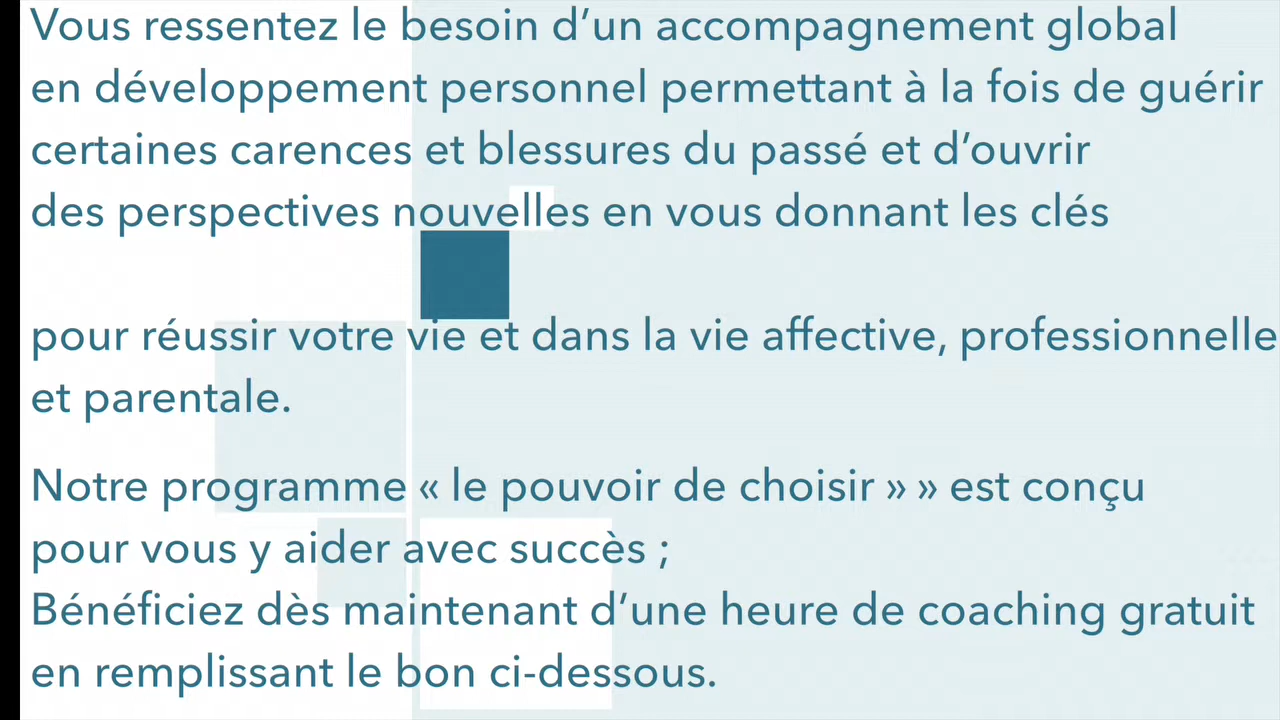 Vous ressentez le besoin d’un accompagnement global
en développement personnel permettant à la fois de guérir
certaines carences et blessures du passé et d’ouvrir
des perspectives nouvelles en vous donnant les clés
pour réussir votre vie et dans la vie affective, professionnelle
et parentale.
Notre programme « le pouvoir de choisir » » est conçu
pour vous y aider avec succès ;
Bénéficiez dès maintenant d’une heure de coaching gratuit
en remplissant le bon ci-dessous.